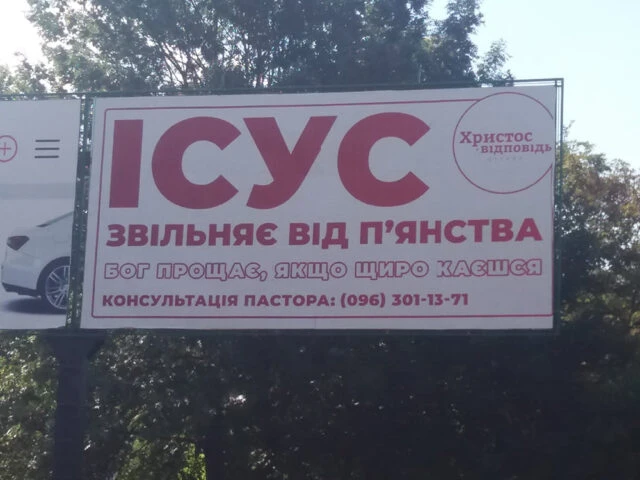 ІСУС
Христос
відповідь
ЗВІЛЬНЯЄ ВІД П'ЯНСТВА
БОГ ПРОЩАЄ, ЯКЩО ЩИРО КАЄШСЯ
КОНСУЛЬТАЦІЯ ПАСТОРА: (096) 301-13-71